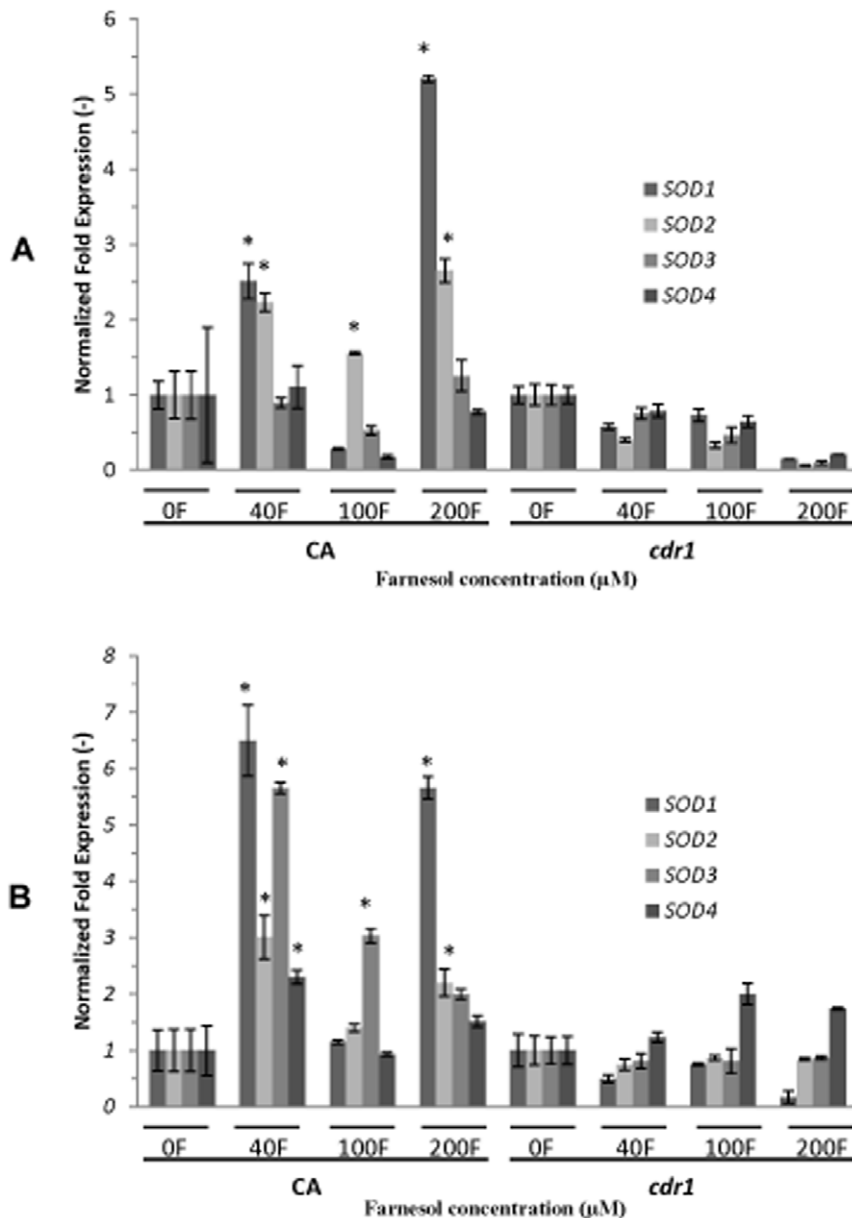 A
Normalized Fold Expression (-)
6
5
4
3
2
1
0
*
*
*
*
*
SOD1
SOD2
SOD3
SOD4
0F 40F 100F 200F 0F 40F 100F 200F
CA cdr1
Farnesol concentration (µM)
B
Normalized Fold Expression (-)
8
7
6
5
4
3
2
1
0
*
*
*
*
*
*
*
SOD1
SOD2
SOD3
SOD4
0F 40F 100F 200F 0F 40F 100F 200F
CA cdr1
Farnesol concentration (µM)